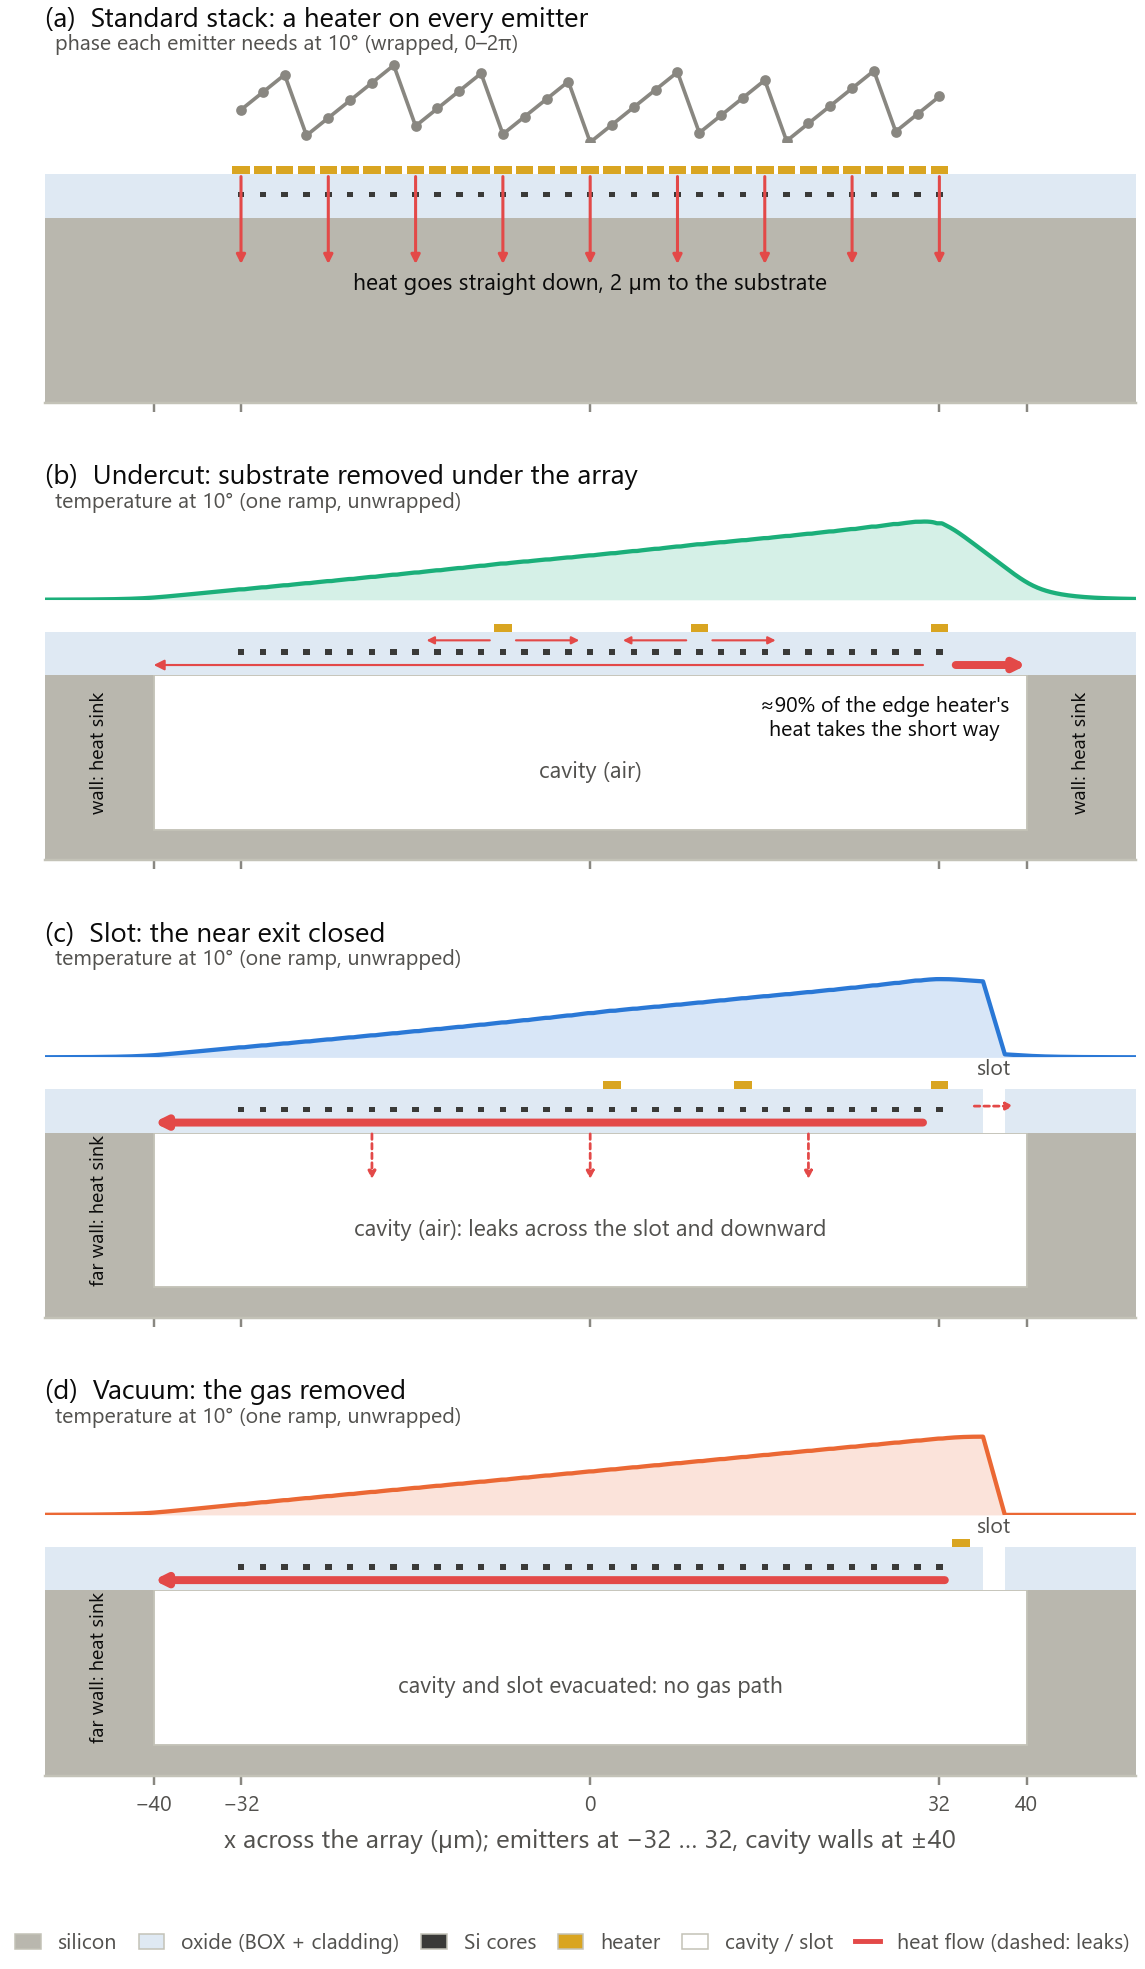 (a)  Standard stack: a heater on every emitter
phase each emitter needs at 10° (wrapped, 0–2π)
heat goes straight down, 2 µm to the substrate
(b)  Undercut: substrate removed under the array
temperature at 10° (one ramp, unwrapped)
wall: heat sink
≈90% of the edge heater's
heat takes the short way
wall: heat sink
cavity (air)
(c)  Slot: the near exit closed
temperature at 10° (one ramp, unwrapped)
slot
far wall: heat sink
cavity (air): leaks across the slot and downward
(d)  Vacuum: the gas removed
temperature at 10° (one ramp, unwrapped)
slot
far wall: heat sink
cavity and slot evacuated: no gas path
−40 −32 0 32 40
x across the array (µm); emitters at −32 … 32, cavity walls at ±40
silicon oxide (BOX + cladding) Si cores heater cavity / slot heat flow (dashed: leaks)